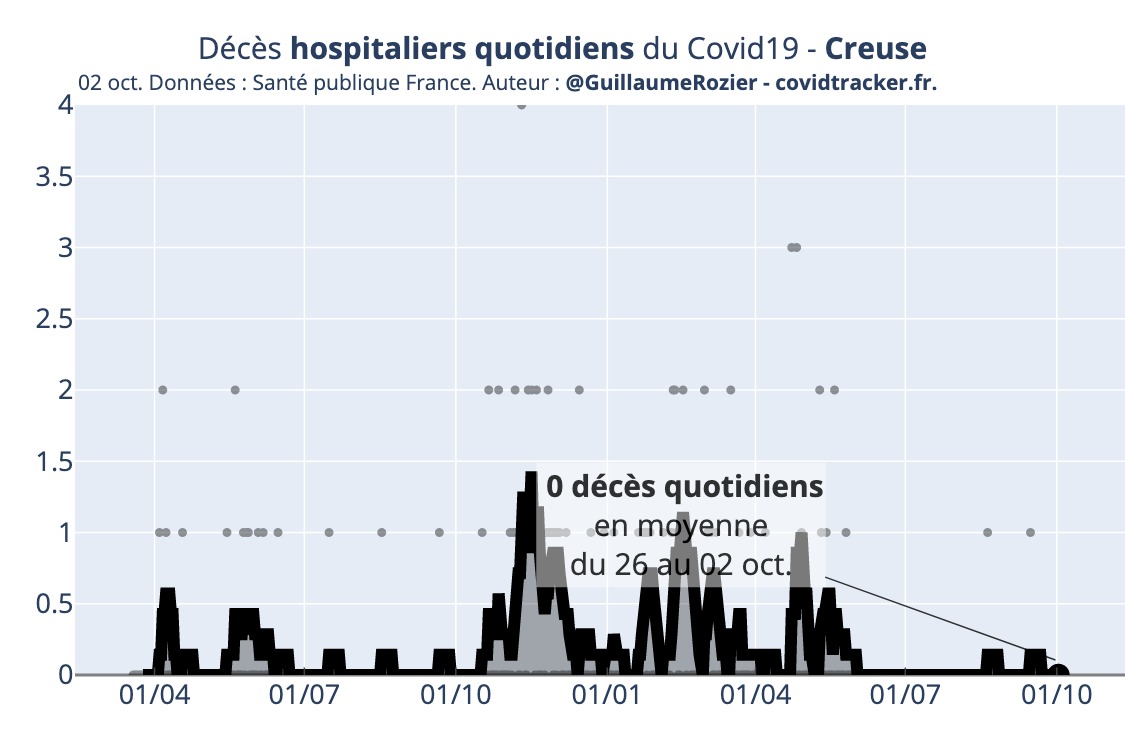 Décès hospitaliers quotidiens du Covid19 - Creuse
02 oct. Données : Santé publique France. Auteur : @GuillaumeRozier - covidtracker.fr.
4
3.5
3
2.5
2
1.5
1
0.5
0
0 décès quotidiens
en moyenne
du 26 au 02 oct.
01/04 01/07 01/10 01/01 01/04 01/07 01/10